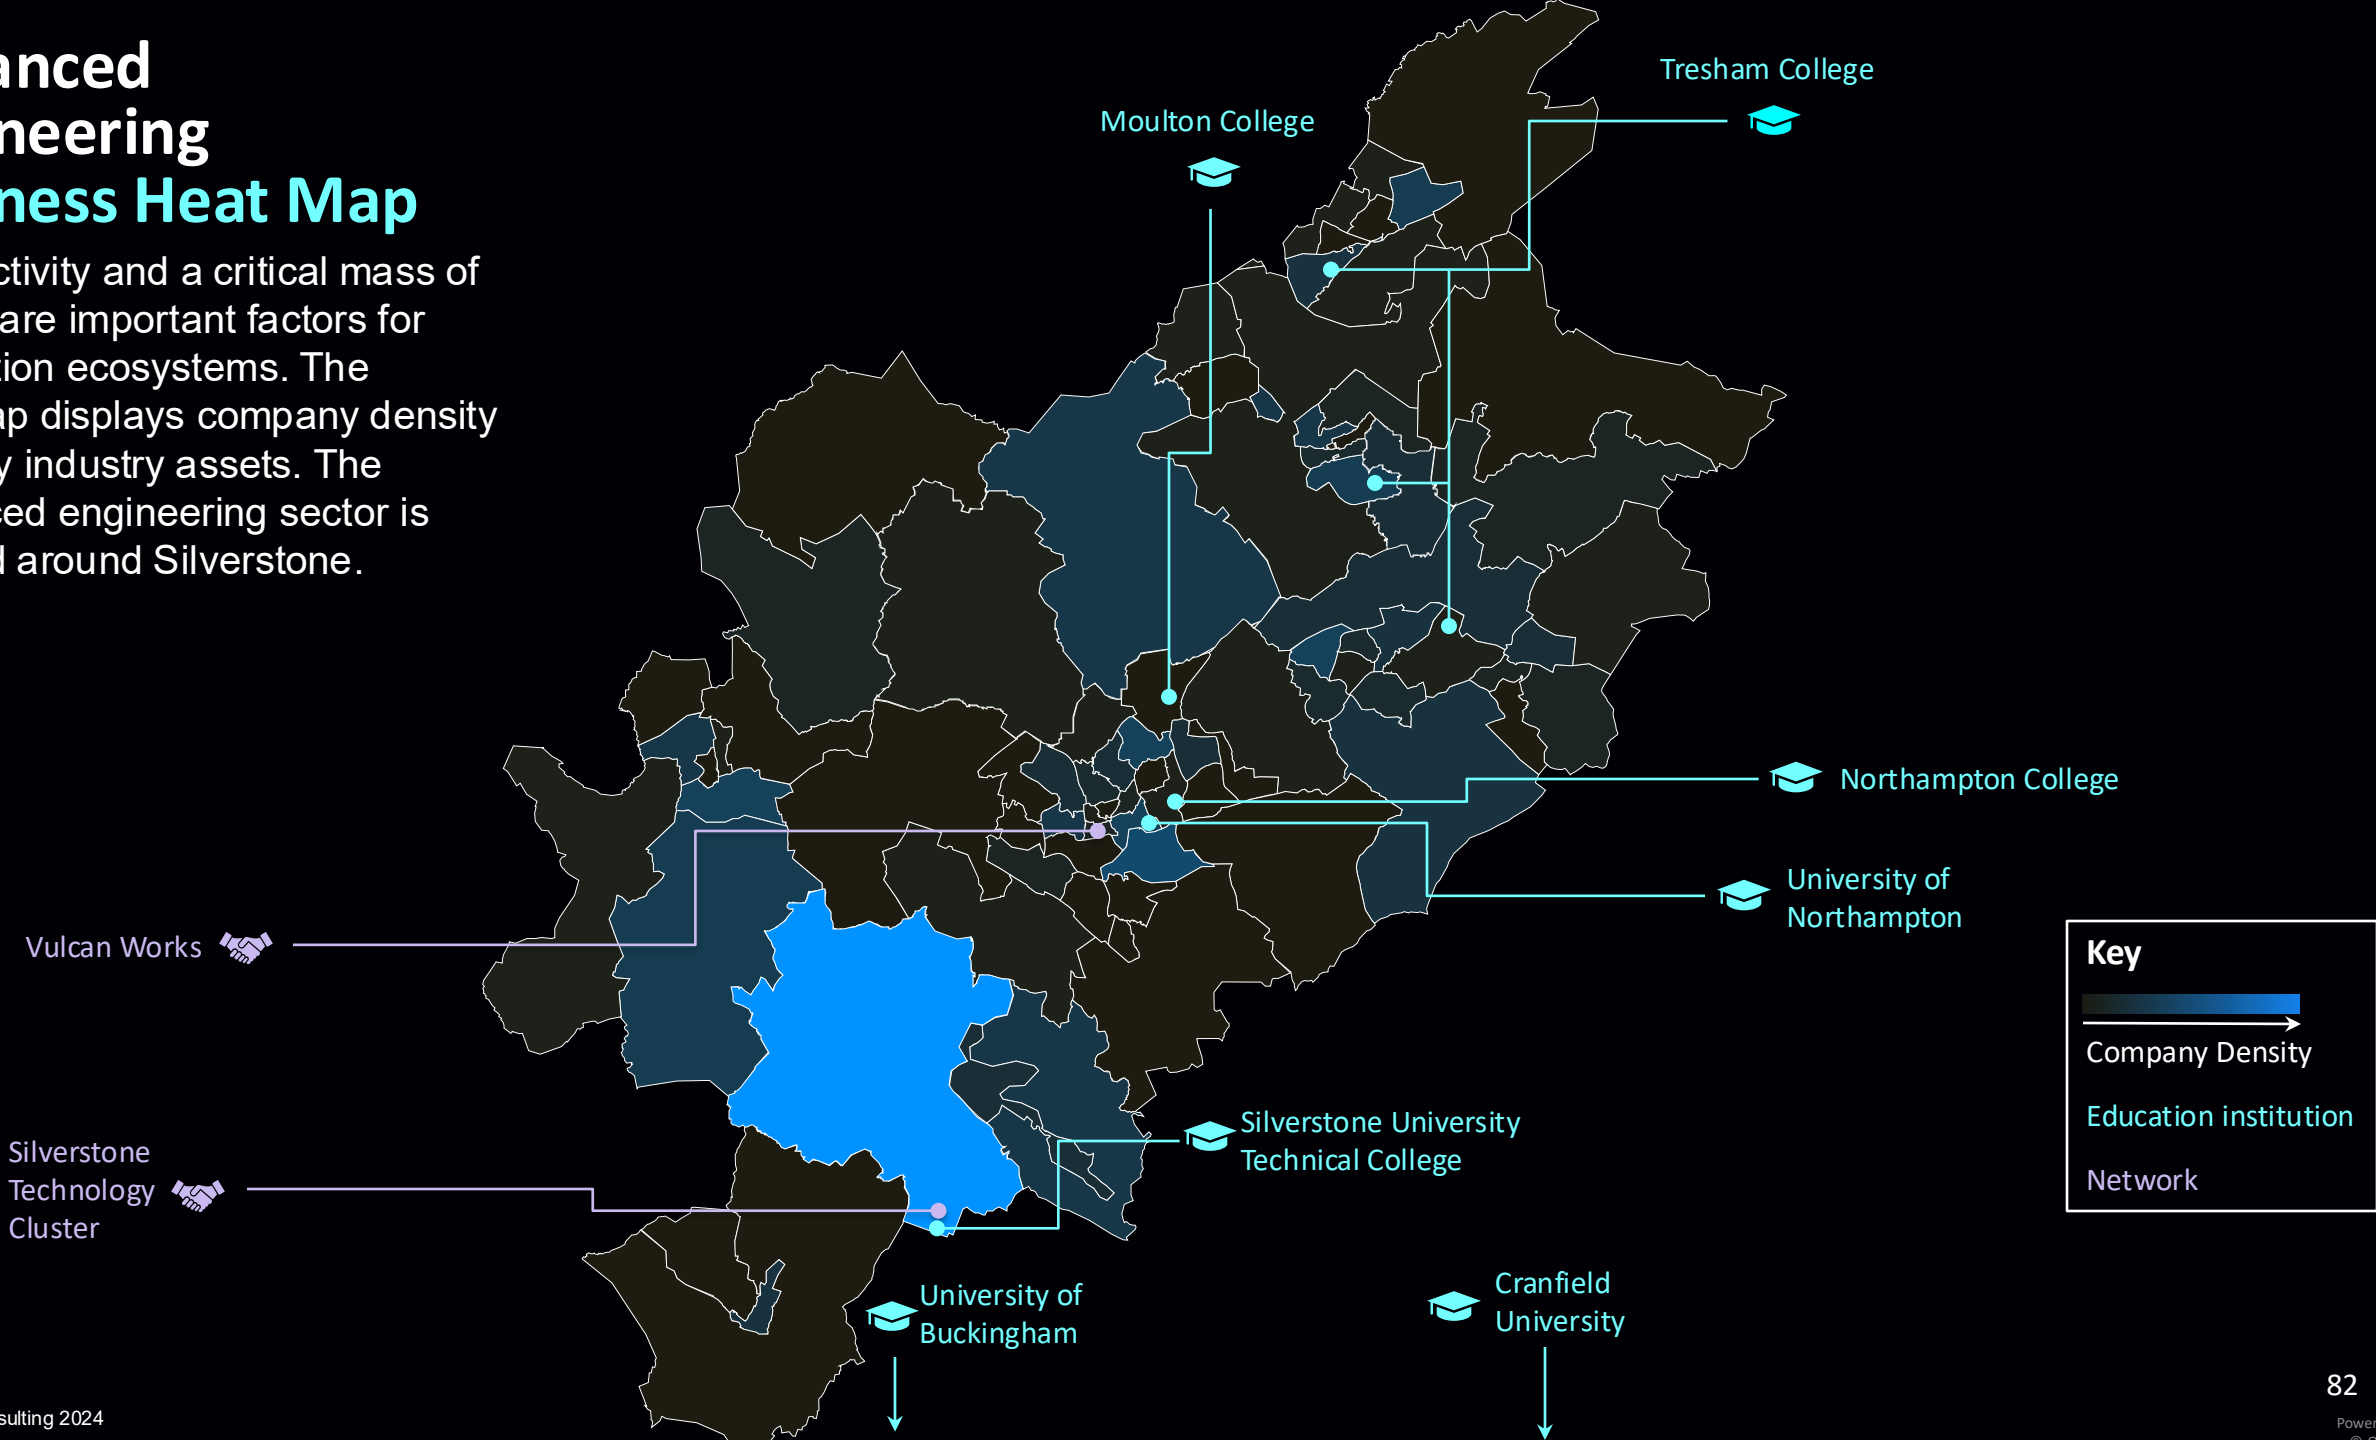 anced
neering
ness Heat Map
ctivity and a critical mass of
are important factors for
tion ecosystems. The
ap displays company density
y industry assets. The
ced engineering sector is
d around Silverstone.
Tresham College
Moulton College
Northampton College
University of
Northampton
Vulcan Works
Silverstone
Technology
Cluster
Silverstone University
Technical College
University of
Buckingham
Cranfield
University
Key
Company Density
Education institution
Network
82
sulting 2024
Power